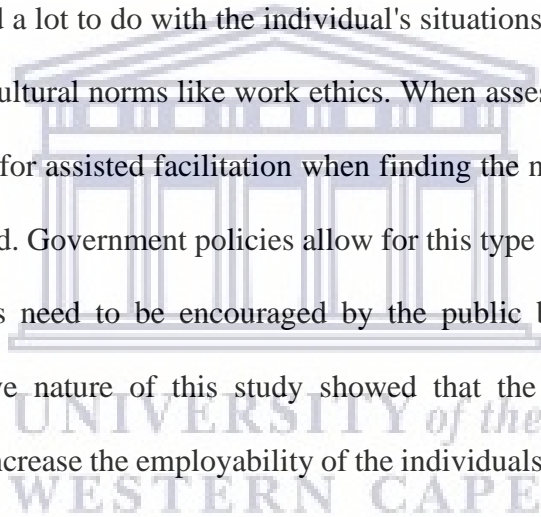 d a lot to do with the individual's situations
ultural norms like work ethics. When asses
for assisted facilitation when finding the n
d. Government policies allow for this type
s need to be encouraged by the public b
ve nature of this study showed that the
UNIVERSITY of the
ncrease the employability of the individuals
WESTERN CAPE